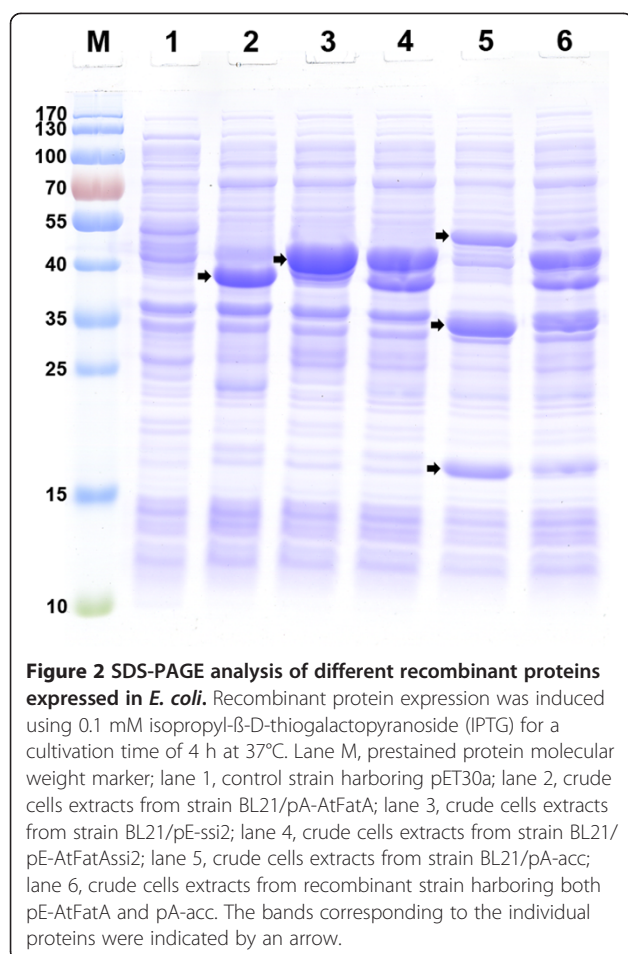 M 1 2 3 4 5 6
170
130
100
70
55
40
35
25
15
10
Figure 2 SDS-PAGE analysis of different recombinant proteins
expressed in E. coli. Recombinant protein expression was induced
using 0.1 mM isopropyl-ß-D-thiogalactopyranoside (IPTG) for a
cultivation time of 4 h at 37°C. Lane M, prestained protein molecular
weight marker; lane 1, control strain harboring pET30a; lane 2, crude
cells extracts from strain BL21/pA-AtFatA; lane 3, crude cells extracts
from strain BL21/pE-ssi2; lane 4, crude cells extracts from strain BL21/
pE-AtFatAssi2; lane 5, crude cells extracts from strain BL21/pA-acc;
lane 6, crude cells extracts from recombinant strain harboring both
pE-AtFatA and pA-acc. The bands corresponding to the individual
proteins were indicated by an arrow.